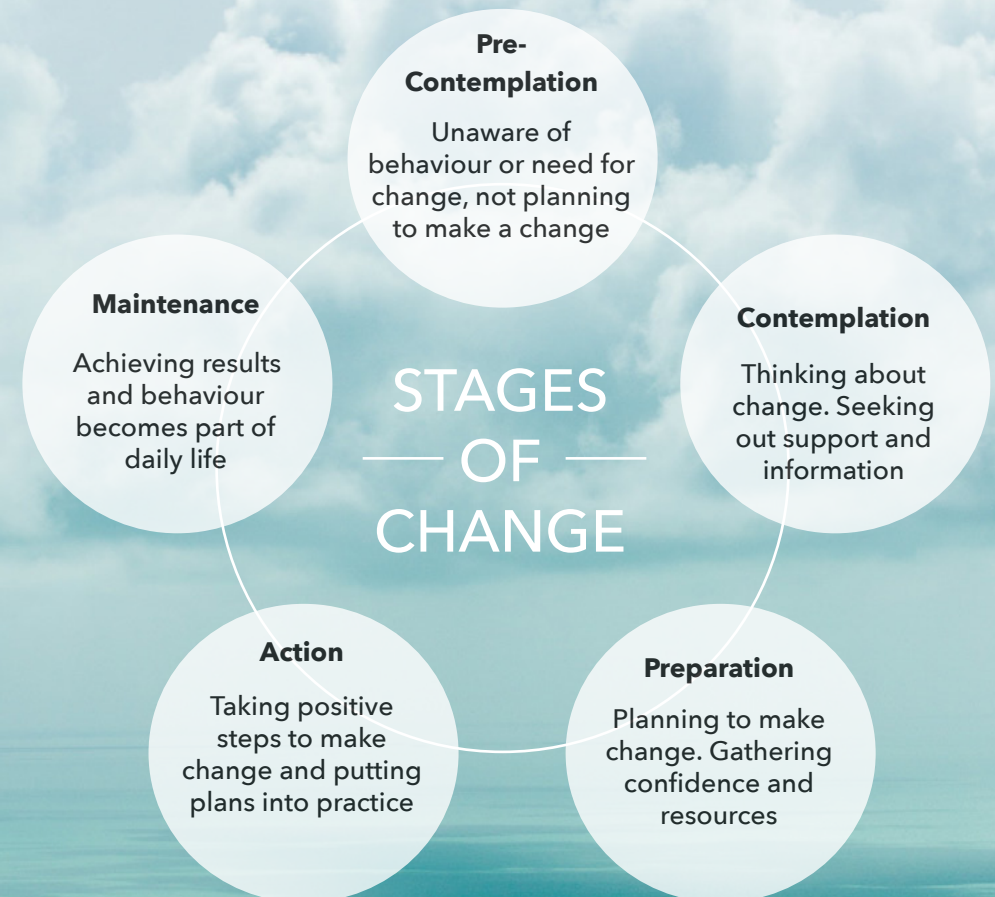 Pre-
Contemplation
Unaware of
behaviour or need for
change, not planning
to make a change
Contemplation
Thinking about
change. Seeking
out support and
information
Preparation
Planning to make
change. Gathering
confidence and
resources
Action
Taking positive
steps to make
change and putting
plans into practice
Maintenance
Achieving results
and behaviour
becomes part of
daily life
STAGES
OF
CHANGE